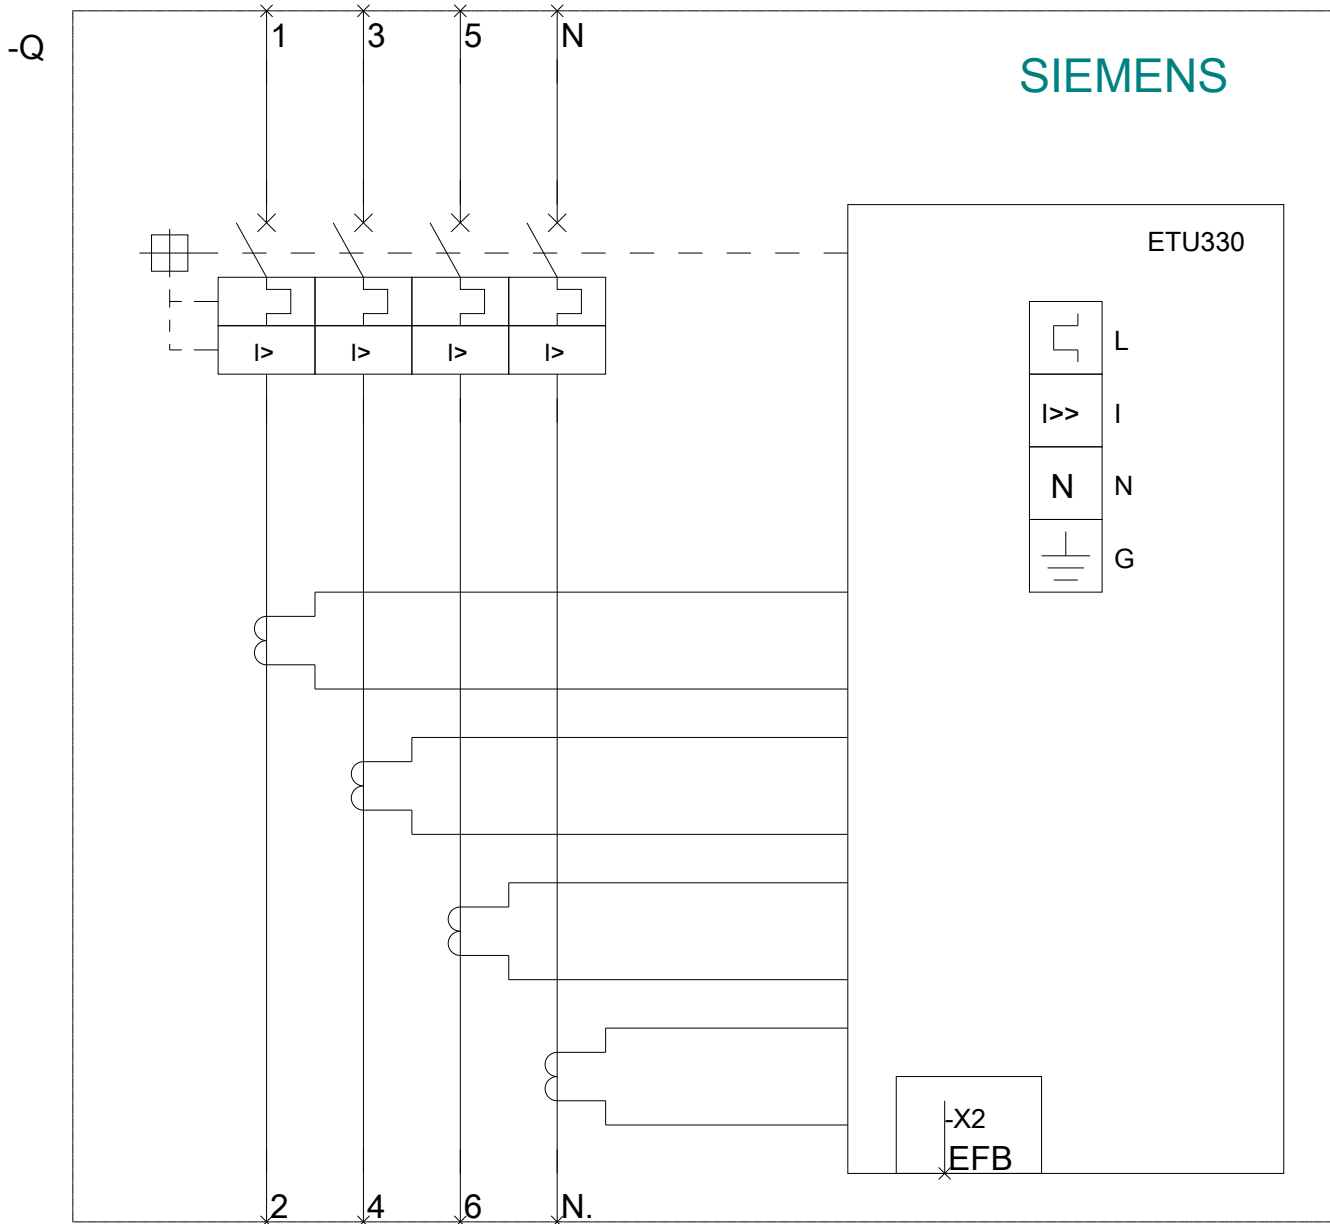 1 3 5 N
-Q
SIEMENS
ETU330
L
I> I> I> I>
I>> I
N N
G
-X2
EFB
2 4 6 N.